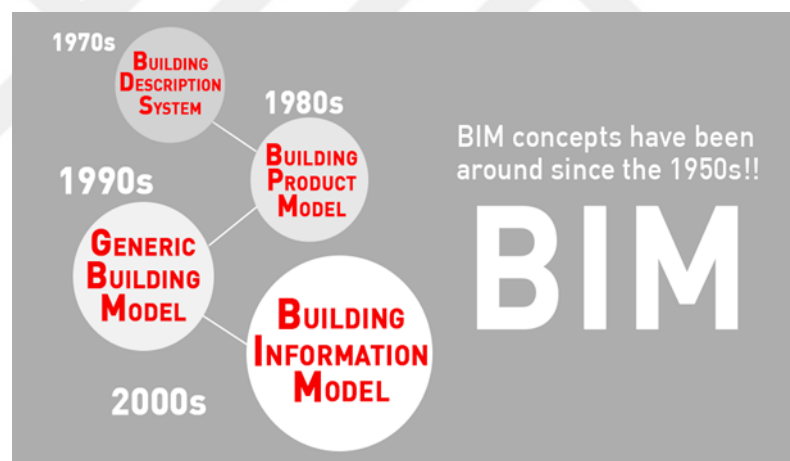 1970s
BUILDING
DESCRIPTION
SYSTEM
1980s
BUILDING
PRODUCT
MODEL
1990s
GENERIC
BUILDING
MODEL
2000s
BUILDING
INFORMATION
MODEL
BIM concepts have been
around since the 1950s!!
BIM